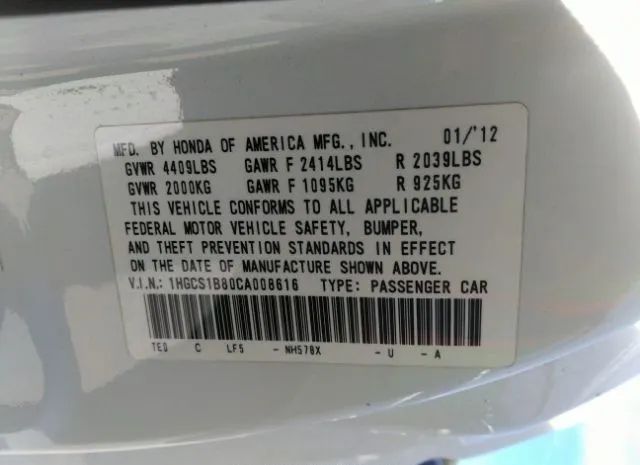 MFD. BY HONDA OF AMERICA MFG., INC. 01/'12
GVWR 4409LBS GAWR F 2414LBS R 2039LBS
GVWR 2000KG GAWR F 1095KG R 925KG
THIS VEHICLE CONFORMS TO ALL APPLICABLE
FEDERAL MOTOR VEHICLE SAFETY, BUMPER,
AND THEFT PREVENTION STANDARDS IN EFFECT
ON THE DATE OF MANUFACTURE SHOWN ABOVE.
V.I.N.: 1HGCS1B80CA008616 TYPE: PASSENGER CAR
TE0 C LF5 - NH578X - U - A